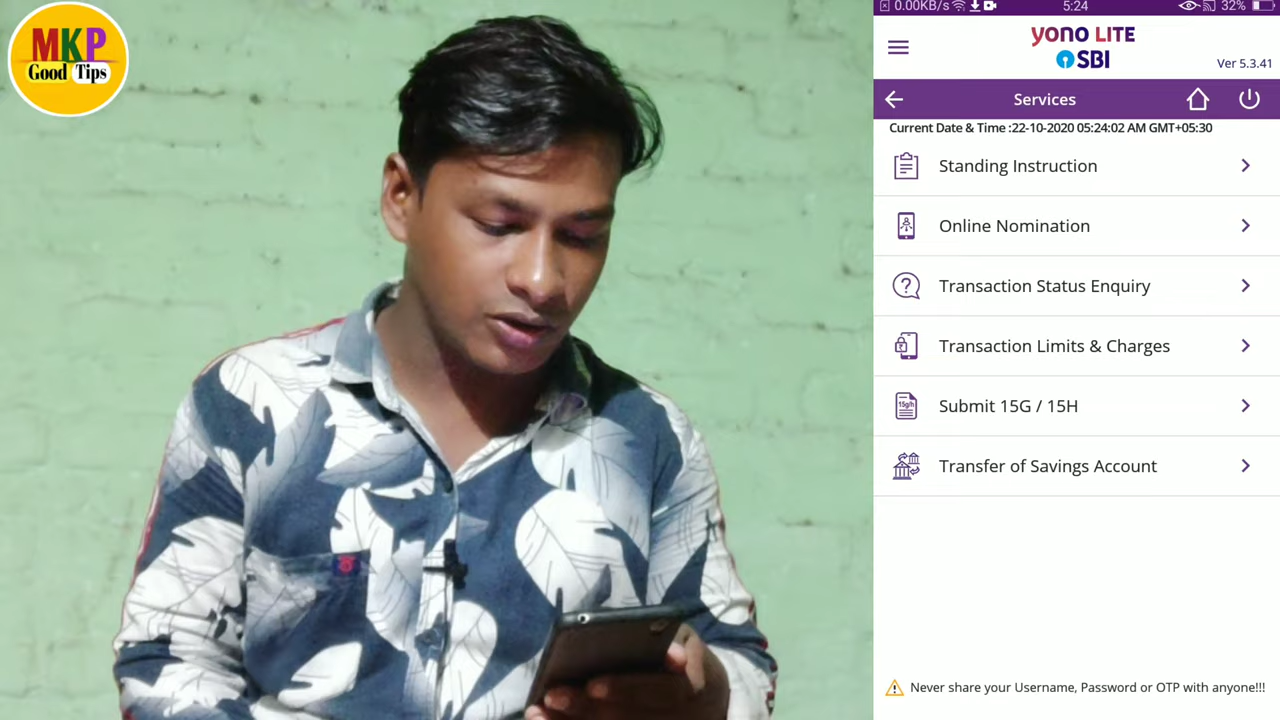 MKP
Good Tips
0.00KB/s
5:24
32%
yono LITE
SBI
Ver 5.3.41
Services
Current Date & Time :22-10-2020 05:24:02 AM GMT+05:30
Standing Instruction
Online Nomination
Transaction Status Enquiry
Transaction Limits & Charges
15g/h
Submit 15G / 15H
Transfer of Savings Account
Never share your Username, Password or OTP with anyone!!!